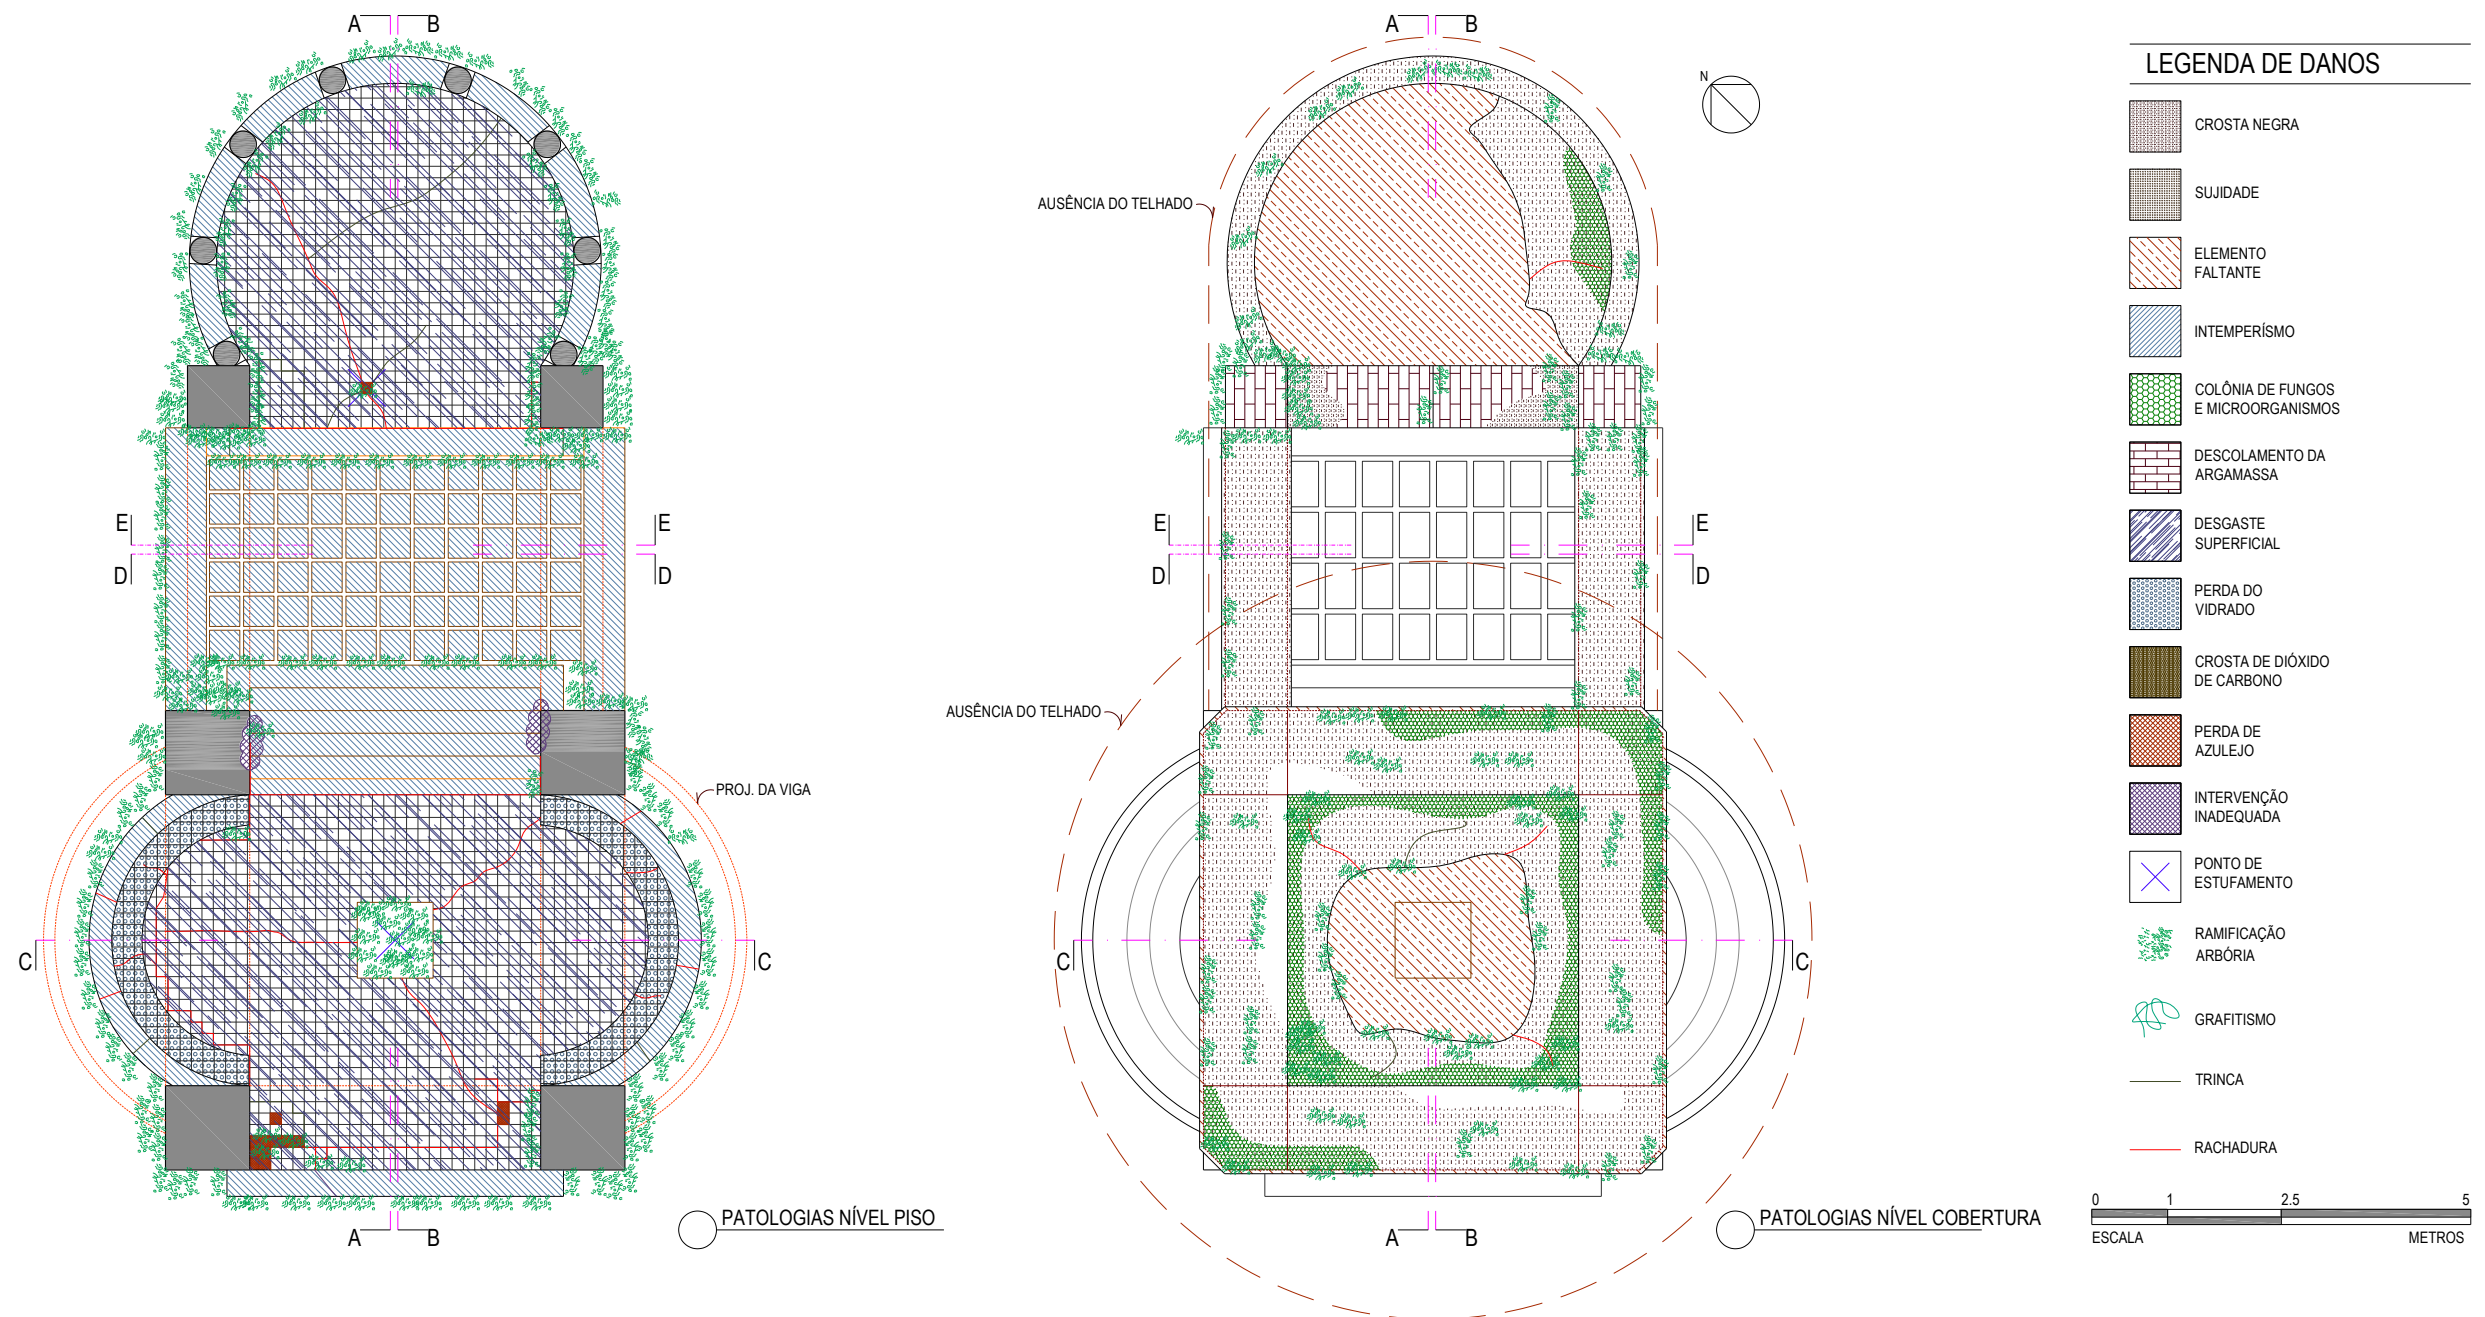 A B
E E
D D
PROJ. DA VIGA
C C
PATOLOGIAS NÍVEL PISO
A B
A B
AUSÊNCIA DO TELHADO
E E
D D
AUSÊNCIA DO TELHADO
C C
PATOLOGIAS NÍVEL COBERTURA
A B
N
LEGENDA DE DANOS
CROSTA NEGRA
SUJIDADE
ELEMENTO
FALTANTE
INTEMPERÍSMO
COLÔNIA DE FUNGOS
E MICROORGANISMOS
DESCOLAMENTO DA
ARGAMASSA
DESGASTE
SUPERFICIAL
PERDA DO
VIDRADO
CROSTA DE DIÓXIDO
DE CARBONO
PERDA DE
AZULEJO
INTERVENÇÃO
INADEQUADA
PONTO DE
ESTUFAMENTO
RAMIFICAÇÃO
ARBÓRIA
GRAFITISMO
TRINCA
RACHADURA
0 1 2.5 5
ESCALA METROS